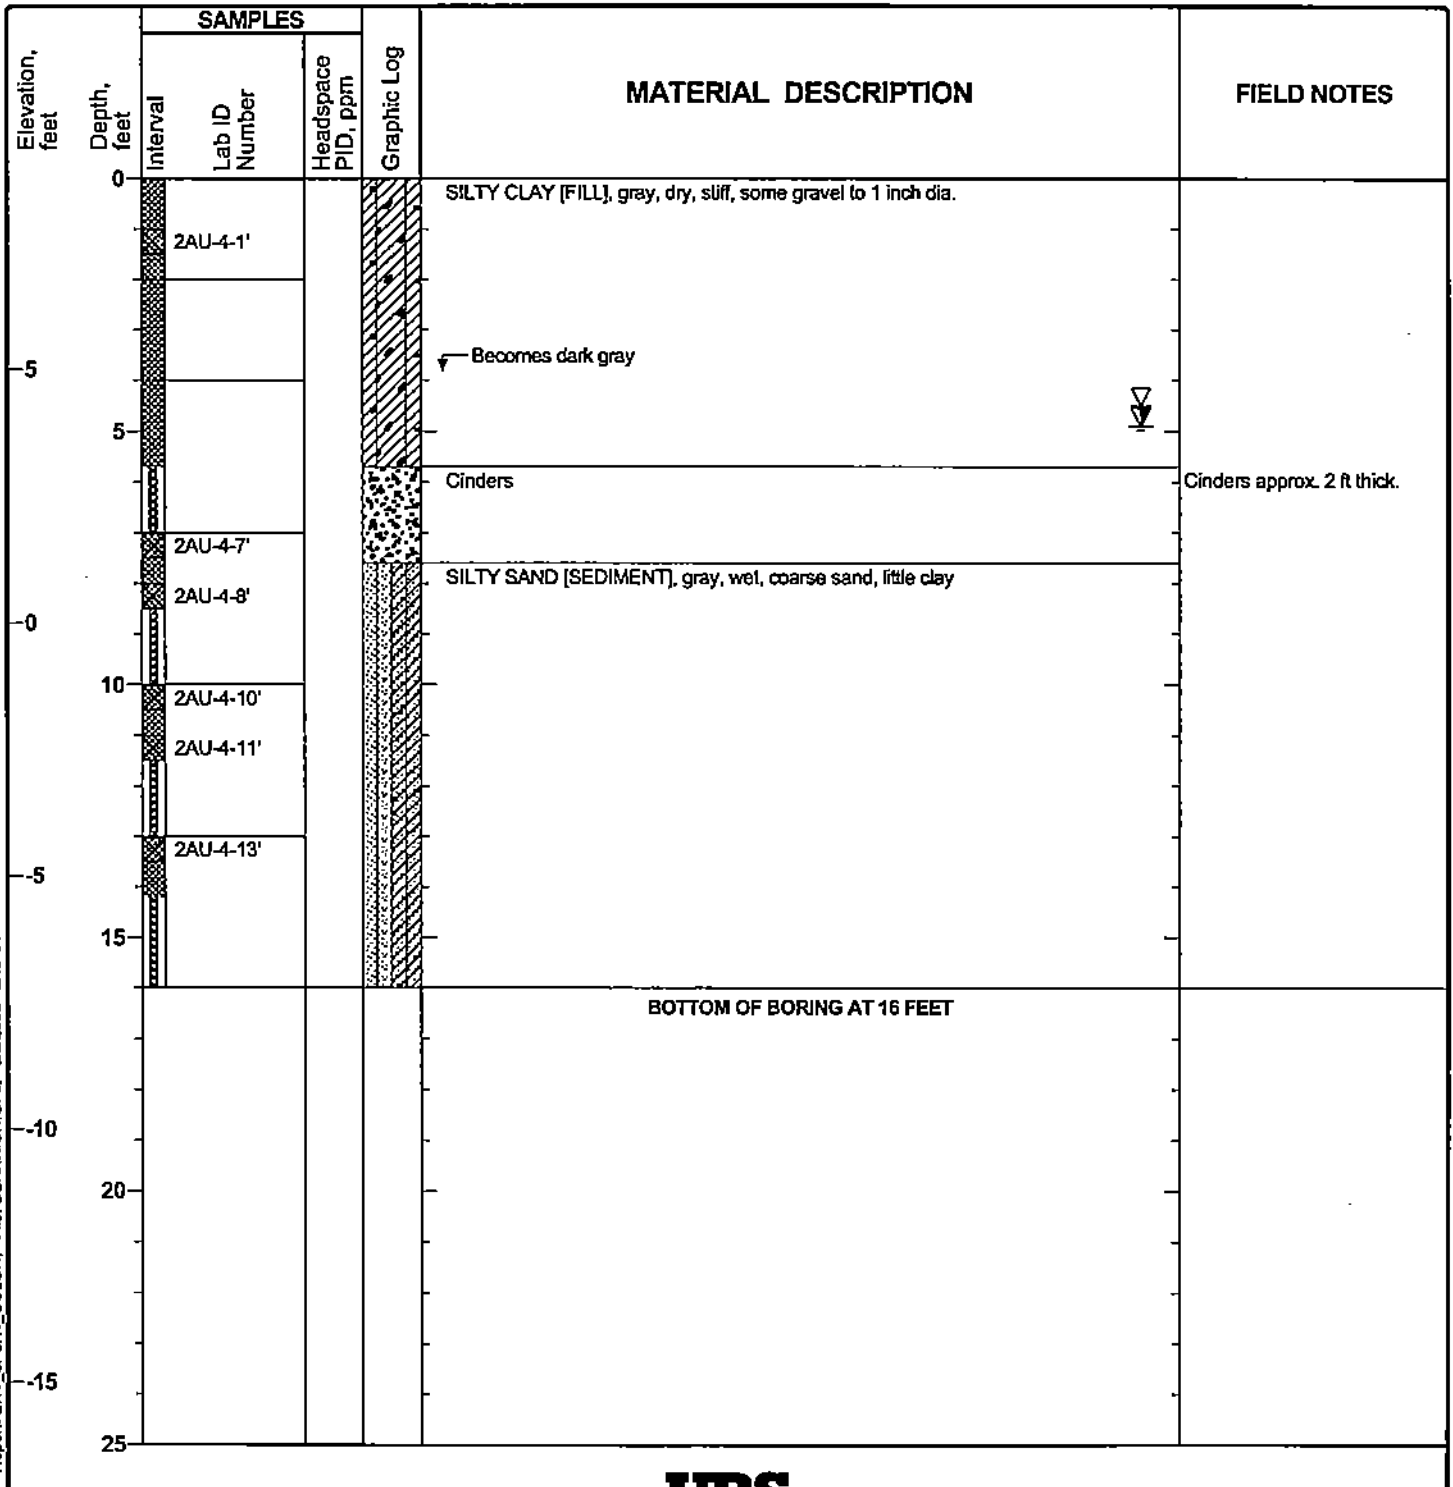 SAMPLES
Elevation,
feet
Depth,
feet
Interval
Lab ID
Number
Headspace
PID, ppm
Graphic Log
MATERIAL DESCRIPTION
FIELD NOTES
0
SILTY CLAY [FILL], gray, dry, stiff, some gravel to 1 inch dia.
2AU-4-1'
Becomes dark gray
5
5
Cinders
Cinders approx. 2 ft thick.
2AU-4-7'
SILTY SAND [SEDIMENT], gray, wet, coarse sand, little clay
2AU-4-8'
0
10
2AU-4-10'
2AU-4-11'
2AU-4-13'
-5
15
BOTTOM OF BORING AT 16 FEET
-10
20
-15
25
URS